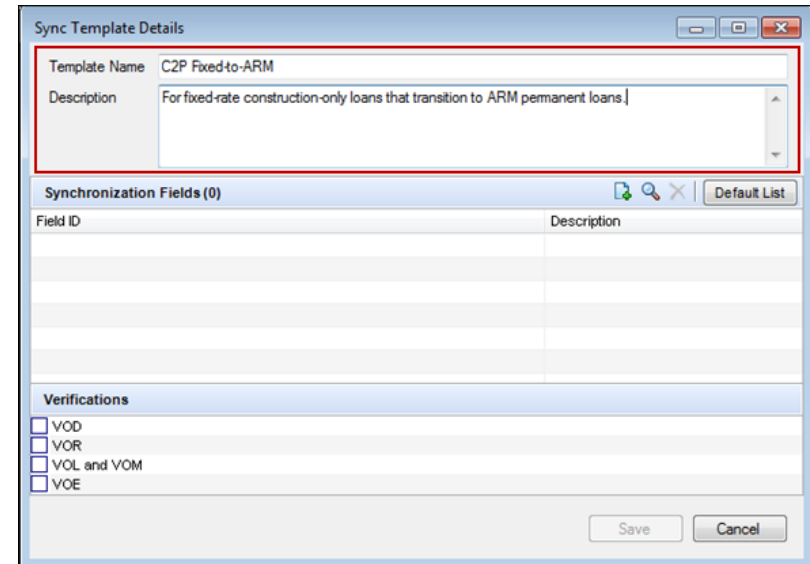 Sync Template Details
Template Name C2P Fixed-to-ARM
Description For fixed-rate construction-only loans that transition to ARM permanent loans.
Synchronization Fields (0) Default List
Field ID Description
Verifications
VOD
VOR
VOL and VOM
VOE
Save Cancel